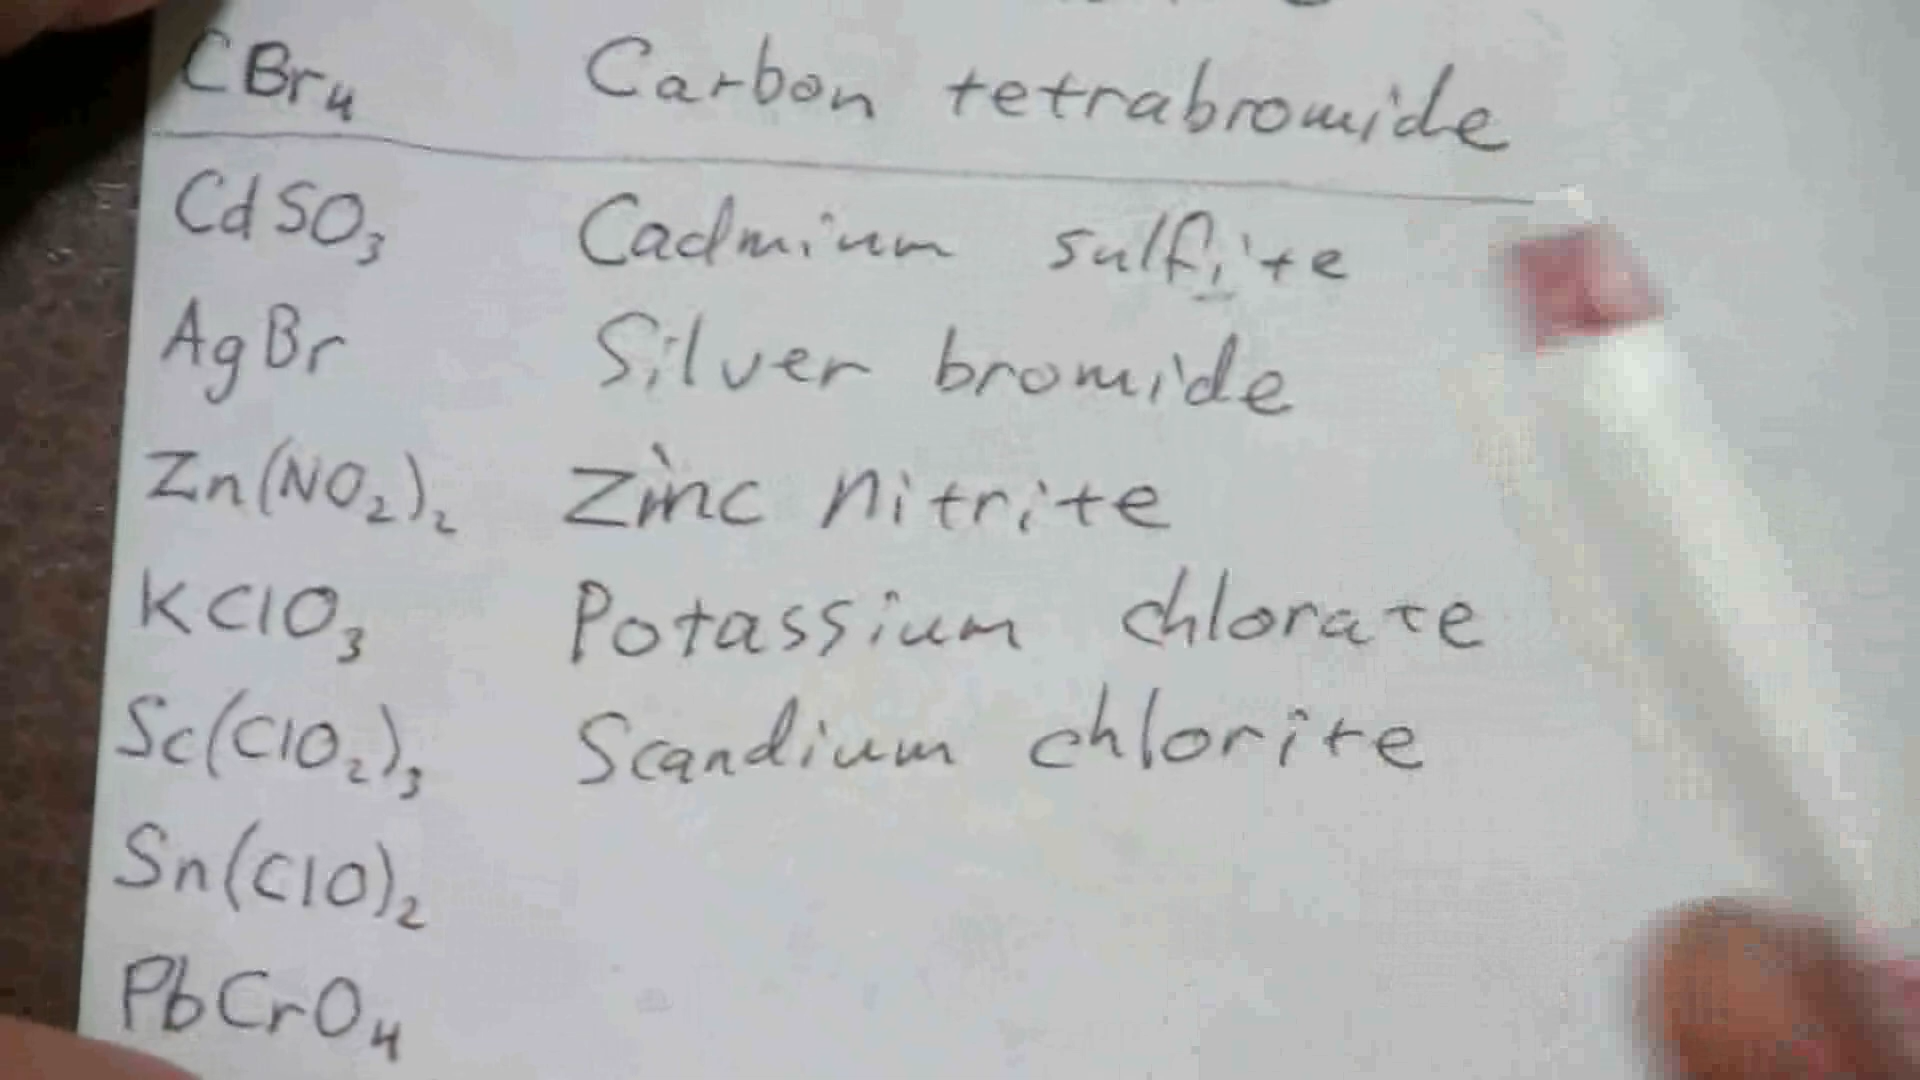 CBr₄ Carbon tetrabromide
CdSO₃ Cadmium sulfite
AgBr Silver bromide
Zn(NO₂)₂ Zinc nitrite
KClO₃ Potassium chlorate
Sc(ClO₂)₃ Scandium chlorite
Sn(ClO)₂
PbCrO₄